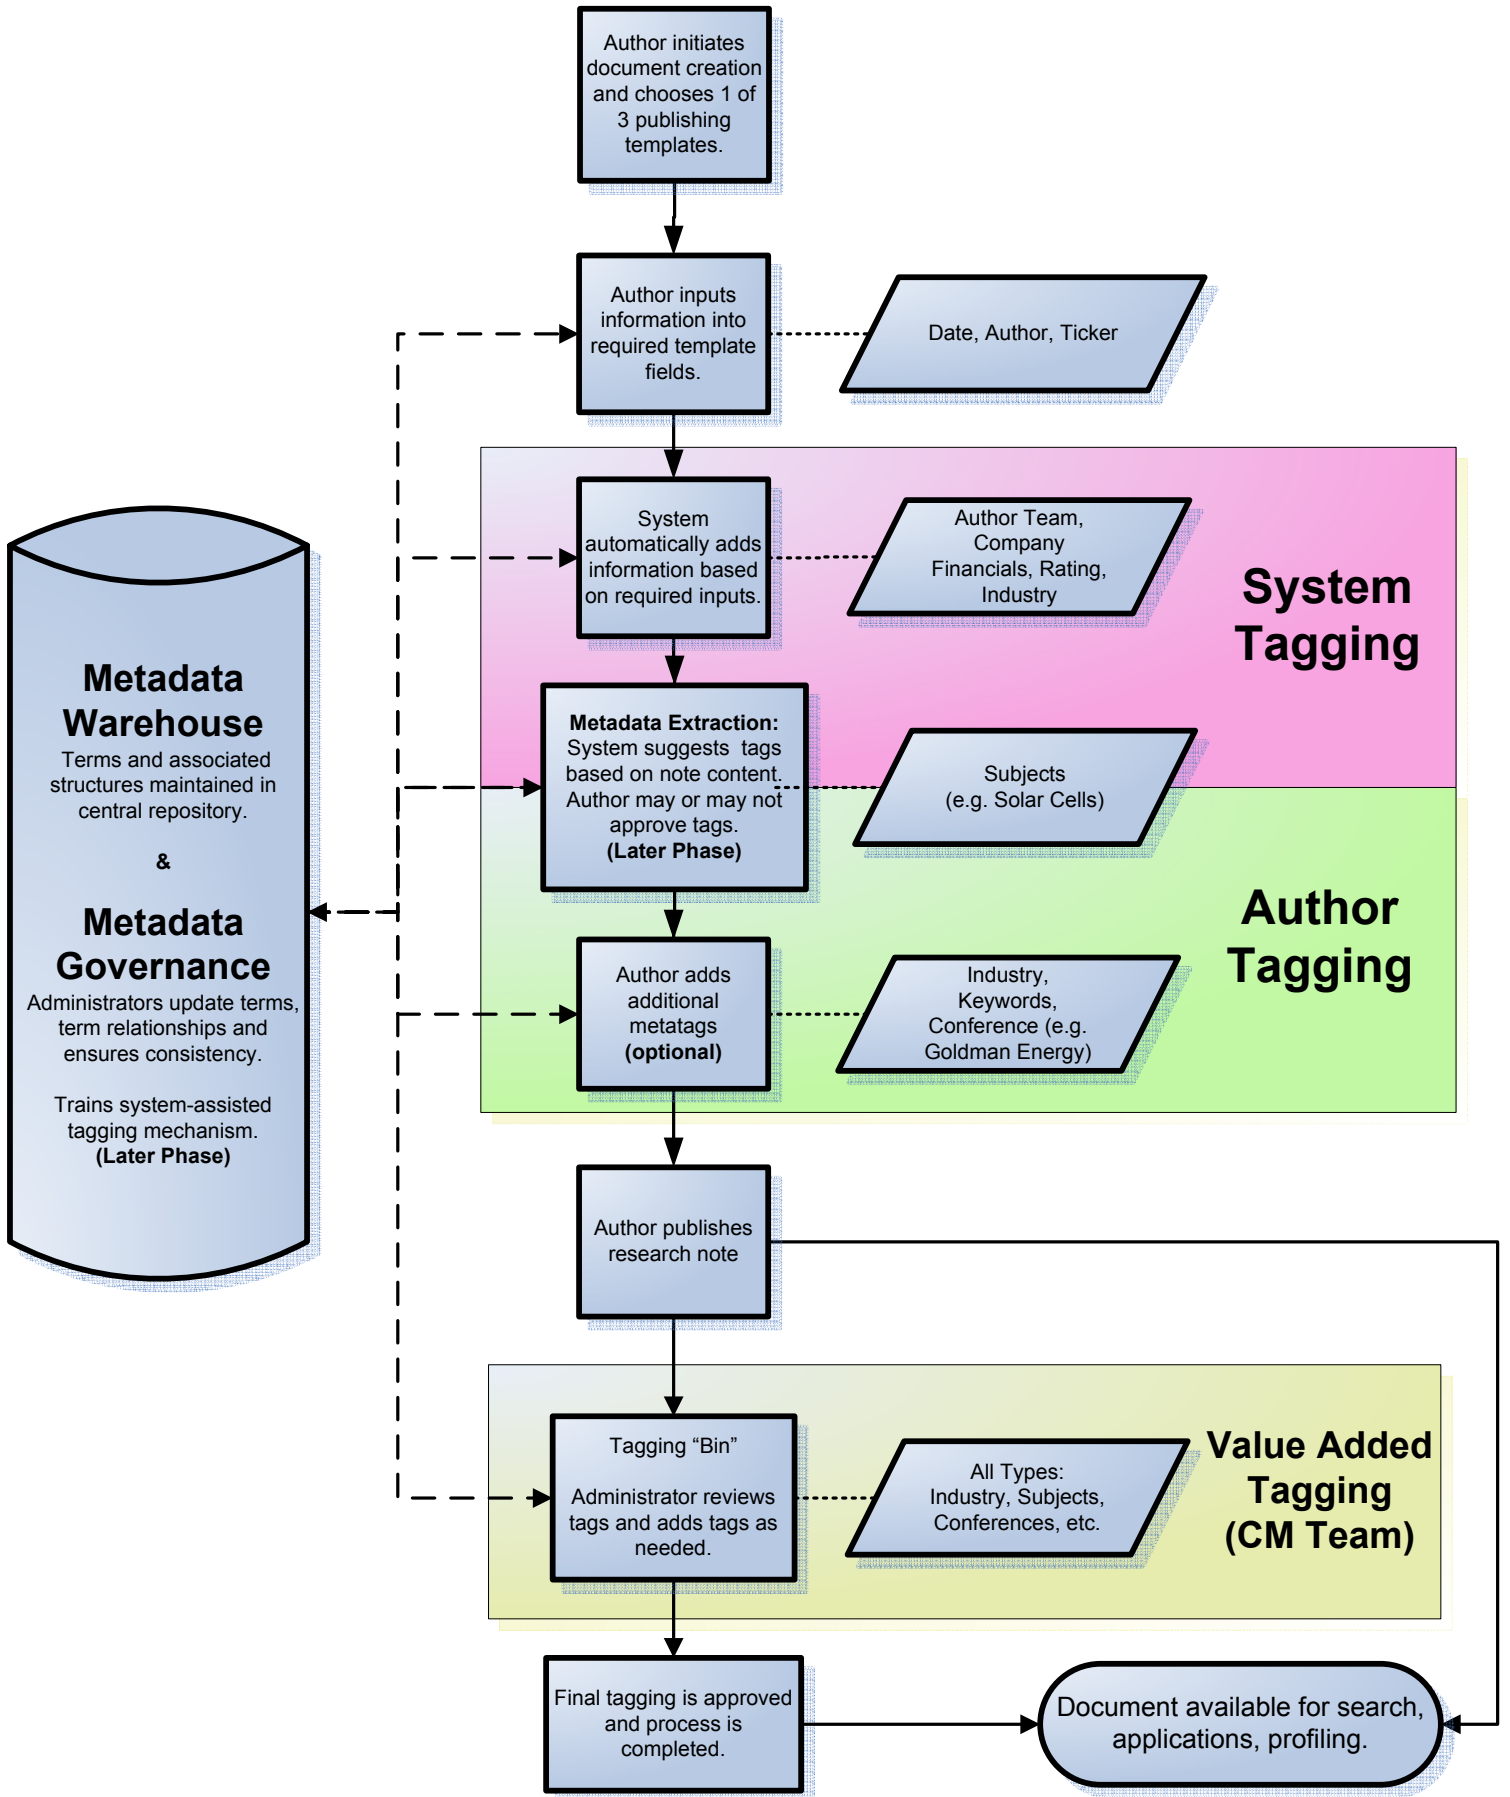 Author initiates
document creation
and chooses 1 of
3 publishing
templates.
Author inputs
information into
required template
fields.
Date, Author, Ticker
System
automatically adds
information based
on required inputs.
Author Team,
Company
Financials, Rating,
Industry
System
Tagging
Metadata Extraction:
System suggests tags
based on note content.
Author may or may not
approve tags.
(Later Phase)
Subjects
(e.g. Solar Cells)
Metadata
Warehouse
Terms and associated
structures maintained in
central repository.
&
Metadata
Governance
Administrators update terms,
term relationships and
ensures consistency.
Trains system-assisted
tagging mechanism.
(Later Phase)
Author
Tagging
Author adds
additional
metatags
(optional)
Industry,
Keywords,
Conference (e.g.
Goldman Energy)
Author publishes
research note
Tagging “Bin”
Administrator reviews
tags and adds tags as
needed.
All Types:
Industry, Subjects,
Conferences, etc.
Value Added
Tagging
(CM Team)
Final tagging is approved
and process is
completed.
Document available for search,
applications, profiling.